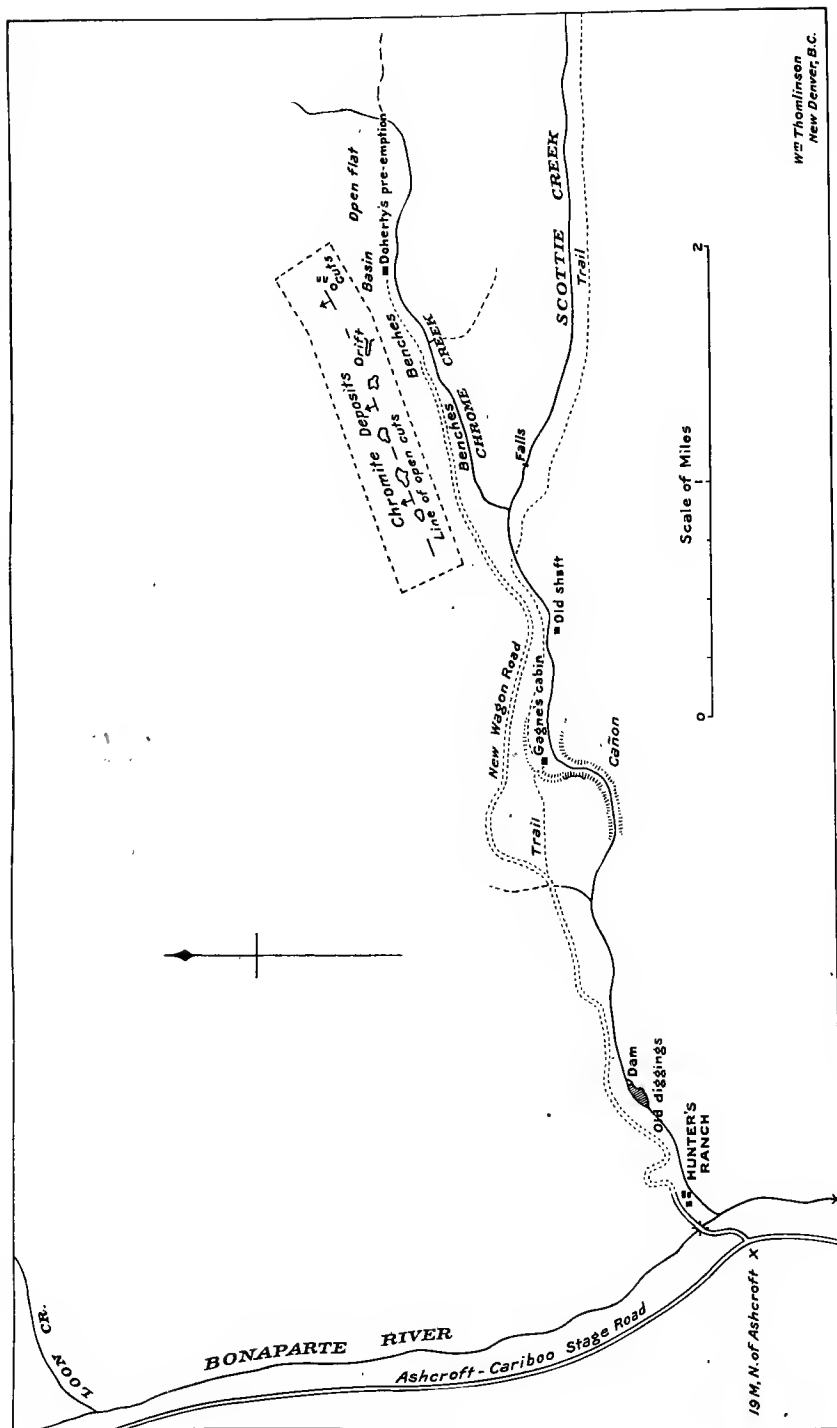 LOON CR.
BONAPARTE RIVER
Ashcroft-Cariboo Stage Road
19M, N. of Ashcroft X
HUNTER'S
RANCH
Old diggings
Dam
Trail
New Wagon Road
Gagne's cabin
Cañon
Old shaft
Chromite Deposits
Line of open cuts
Drift
o cuts
Benches
Benches
CHROME CREEK
Basin
Open flat
Doherty's pre-emption
Falls
SCOTTIE CREEK
Trail
Scale of Miles
0 1 2
Wm Thomlinson
New Denver, B.C.